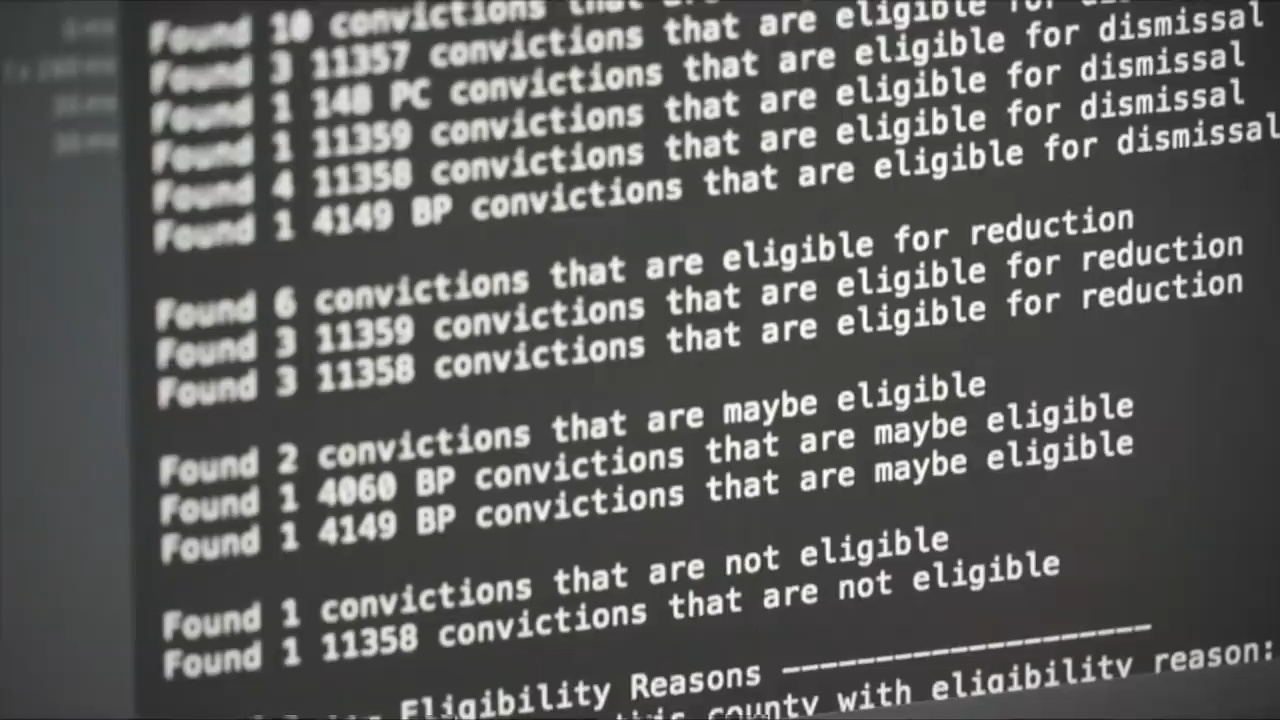 Found 10 convictions that
Found 3 11357 convictions that are eligible for
Found 1 148 PC convictions that are eligible for dismissal
Found 1 11359 convictions that are eligible for dismissal
Found 4 11358 convictions that are eligible for dismissal
Found 1 4149 BP convictions that are eligible for dismissal
Found 6 convictions that are eligible for reduction
Found 3 11359 convictions that are eligible for reduction
Found 3 11358 convictions that are eligible for reduction
Found 2 convictions that are maybe eligible
Found 1 4060 BP convictions that are maybe eligible
Found 1 4149 BP convictions that are maybe eligible
Found 1 convictions that are not eligible
Found 1 11358 convictions that are not eligible
Eligibility Reasons --------------------
this county with eligibility reason: